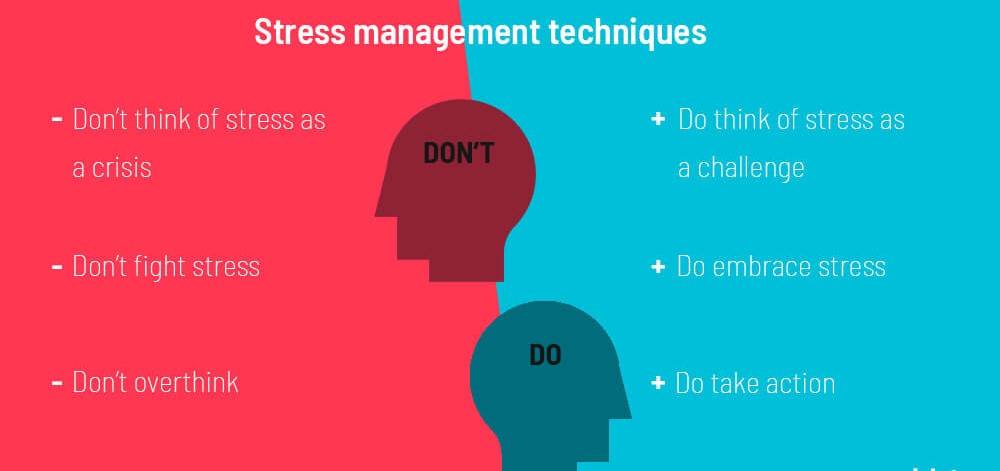 Stress management techniques
- Don't think of stress as
a crisis
- Don't fight stress
- Don't overthink
DON'T
DO
+ Do think of stress as
a challenge
+ Do embrace stress
+ Do take action